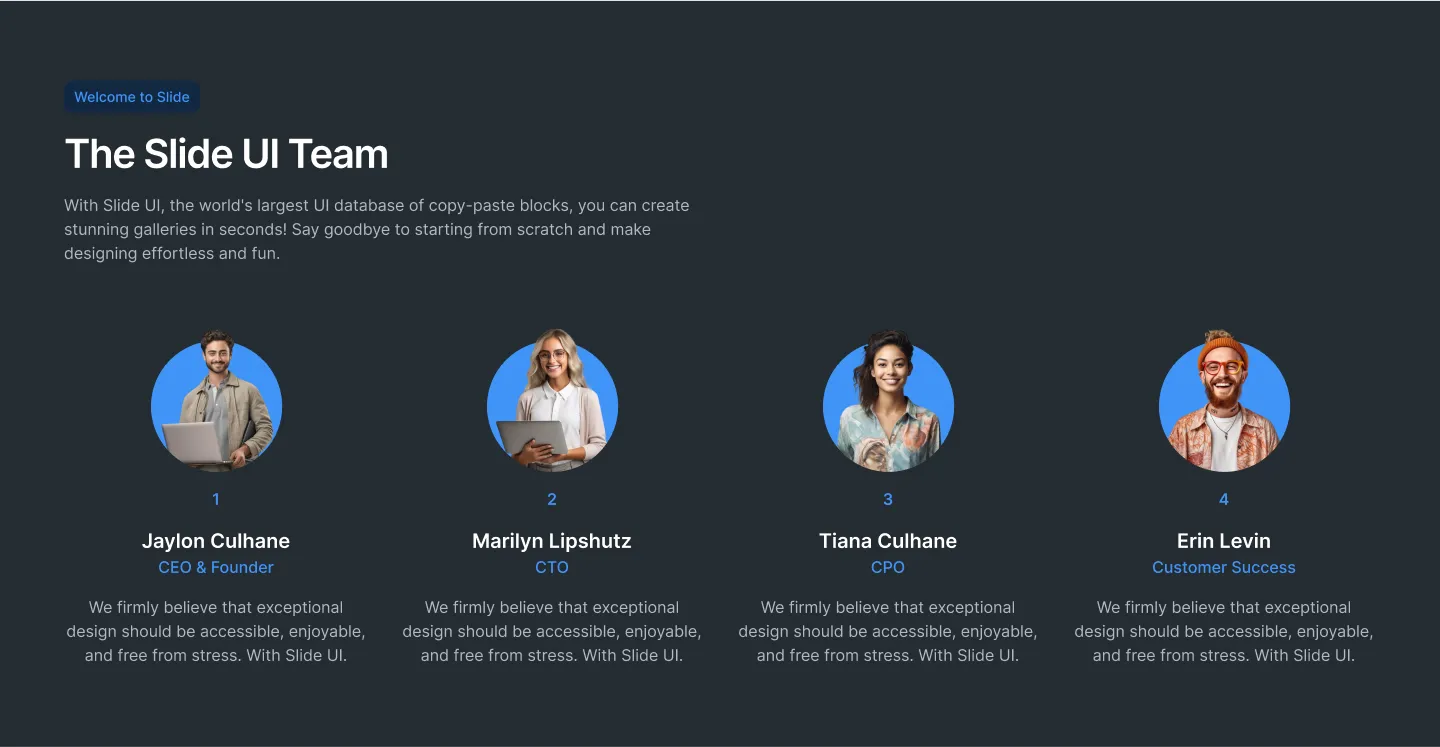 Welcome to Slide
The Slide UI Team
With Slide UI, the world's largest UI database of copy-paste blocks, you can create
stunning galleries in seconds! Say goodbye to starting from scratch and make
designing effortless and fun.
1
Jaylon Culhane
CEO & Founder
We firmly believe that exceptional
design should be accessible, enjoyable,
and free from stress. With Slide UI.
2
Marilyn Lipshutz
CTO
We firmly believe that exceptional
design should be accessible, enjoyable,
and free from stress. With Slide UI.
3
Tiana Culhane
CPO
We firmly believe that exceptional
design should be accessible, enjoyable,
and free from stress. With Slide UI.
4
Erin Levin
Customer Success
We firmly believe that exceptional
design should be accessible, enjoyable,
and free from stress. With Slide UI.